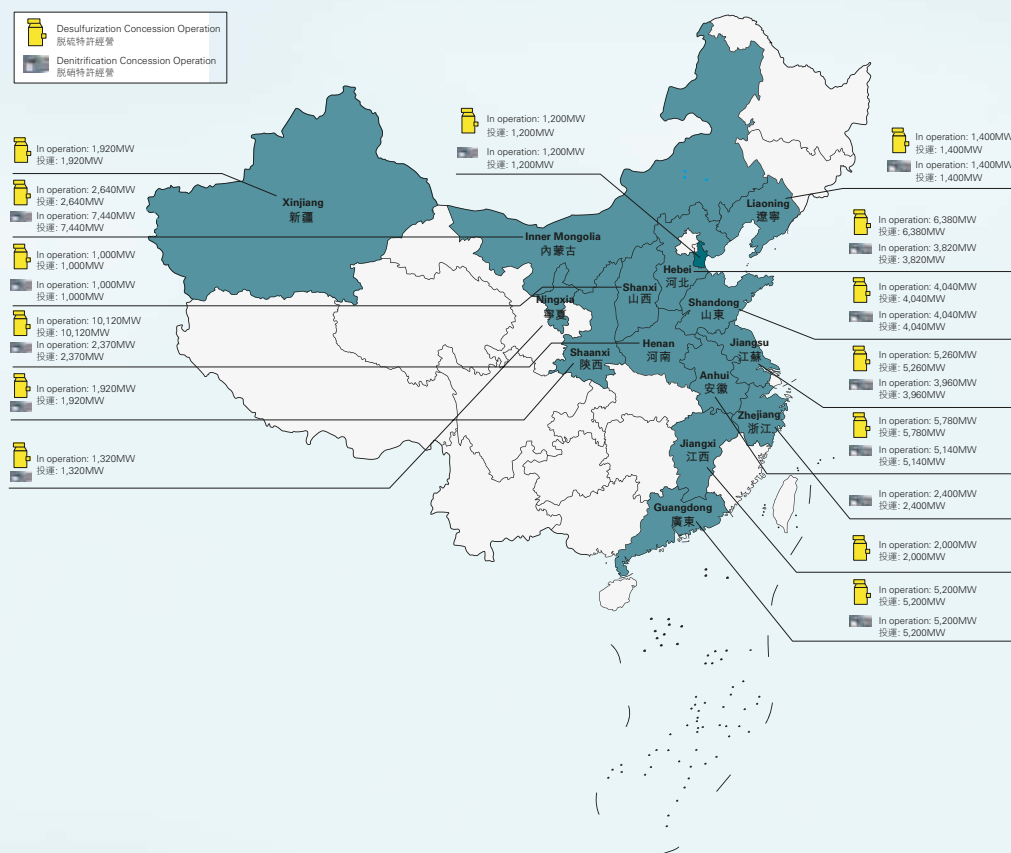 Desulfurization Concession Operation
脱硫特許經營
Denitrification Concession Operation
脱硝特許經營
In operation: 1,920MW
投運: 1,920MW
In operation: 2,640MW
投運: 2,640MW
In operation: 7,440MW
投運: 7,440MW
In operation: 1,000MW
投運: 1,000MW
In operation: 1,000MW
投運: 1,000MW
In operation: 10,120MW
投運: 10,120MW
In operation: 2,370MW
投運: 2,370MW
In operation: 1,920MW
投運: 1,920MW
In operation: 1,320MW
投運: 1,320MW
In operation: 1,200MW
投運: 1,200MW
In operation: 1,200MW
投運: 1,200MW
Xinjiang
新疆
Inner Mongolia
內蒙古
Liaoning
遼寧
Hebei
河北
Shanxi
山西
Ningxia
寧夏
Shandong
山東
Shaanxi
陝西
Henan
河南
Jiangsu
江蘇
Anhui
安徽
Zhejiang
浙江
Jiangxi
江西
Guangdong
廣東
In operation: 1,400MW
投運: 1,400MW
In operation: 1,400MW
投運: 1,400MW
In operation: 6,380MW
投運: 6,380MW
In operation: 3,820MW
投運: 3,820MW
In operation: 4,040MW
投運: 4,040MW
In operation: 4,040MW
投運: 4,040MW
In operation: 5,260MW
投運: 5,260MW
In operation: 3,960MW
投運: 3,960MW
In operation: 5,780MW
投運: 5,780MW
In operation: 5,140MW
投運: 5,140MW
In operation: 2,400MW
投運: 2,400MW
In operation: 2,000MW
投運: 2,000MW
In operation: 5,200MW
投運: 5,200MW
In operation: 5,200MW
投運: 5,200MW